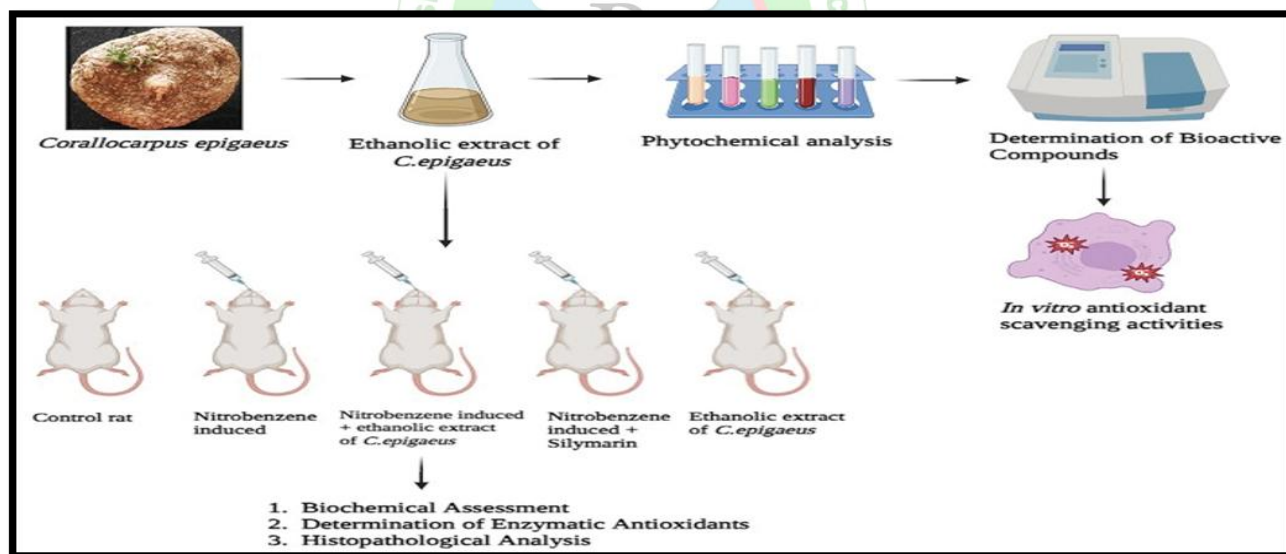 Corallocarpus epigaeus
Ethanolic extract of
C.epigaeus
Phytochemical analysis
Determination of Bioactive
Compounds
In vitro antioxidant
scavenging activities
Control rat
Nitrobenzene
induced
Nitrobenzene induced
+ ethanolic extract
of C.epigaeus
Nitrobenzene
induced +
Silymarin
Ethanolic extract
of C.epigaeus
1. Biochemical Assessment
2. Determination of Enzymatic Antioxidants
3. Histopathological Analysis